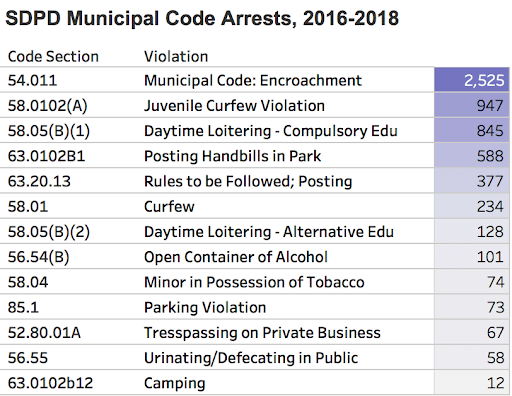 SDPD Municipal Code Arrests, 2016-2018
Code Section Violation
54.011 Municipal Code: Encroachment 2,525
58.0102(A) Juvenile Curfew Violation 947
58.05(B)(1) Daytime Loitering - Compulsory Edu 845
63.0102B1 Posting Handbills in Park 588
63.20.13 Rules to be Followed; Posting 377
58.01 Curfew 234
58.05(B)(2) Daytime Loitering - Alternative Edu 128
56.54(B) Open Container of Alcohol 101
58.04 Minor in Possession of Tobacco 74
85.1 Parking Violation 73
52.80.01A Tresspassing on Private Business 67
56.55 Urinating/Defecating in Public 58
63.0102b12 Camping 12